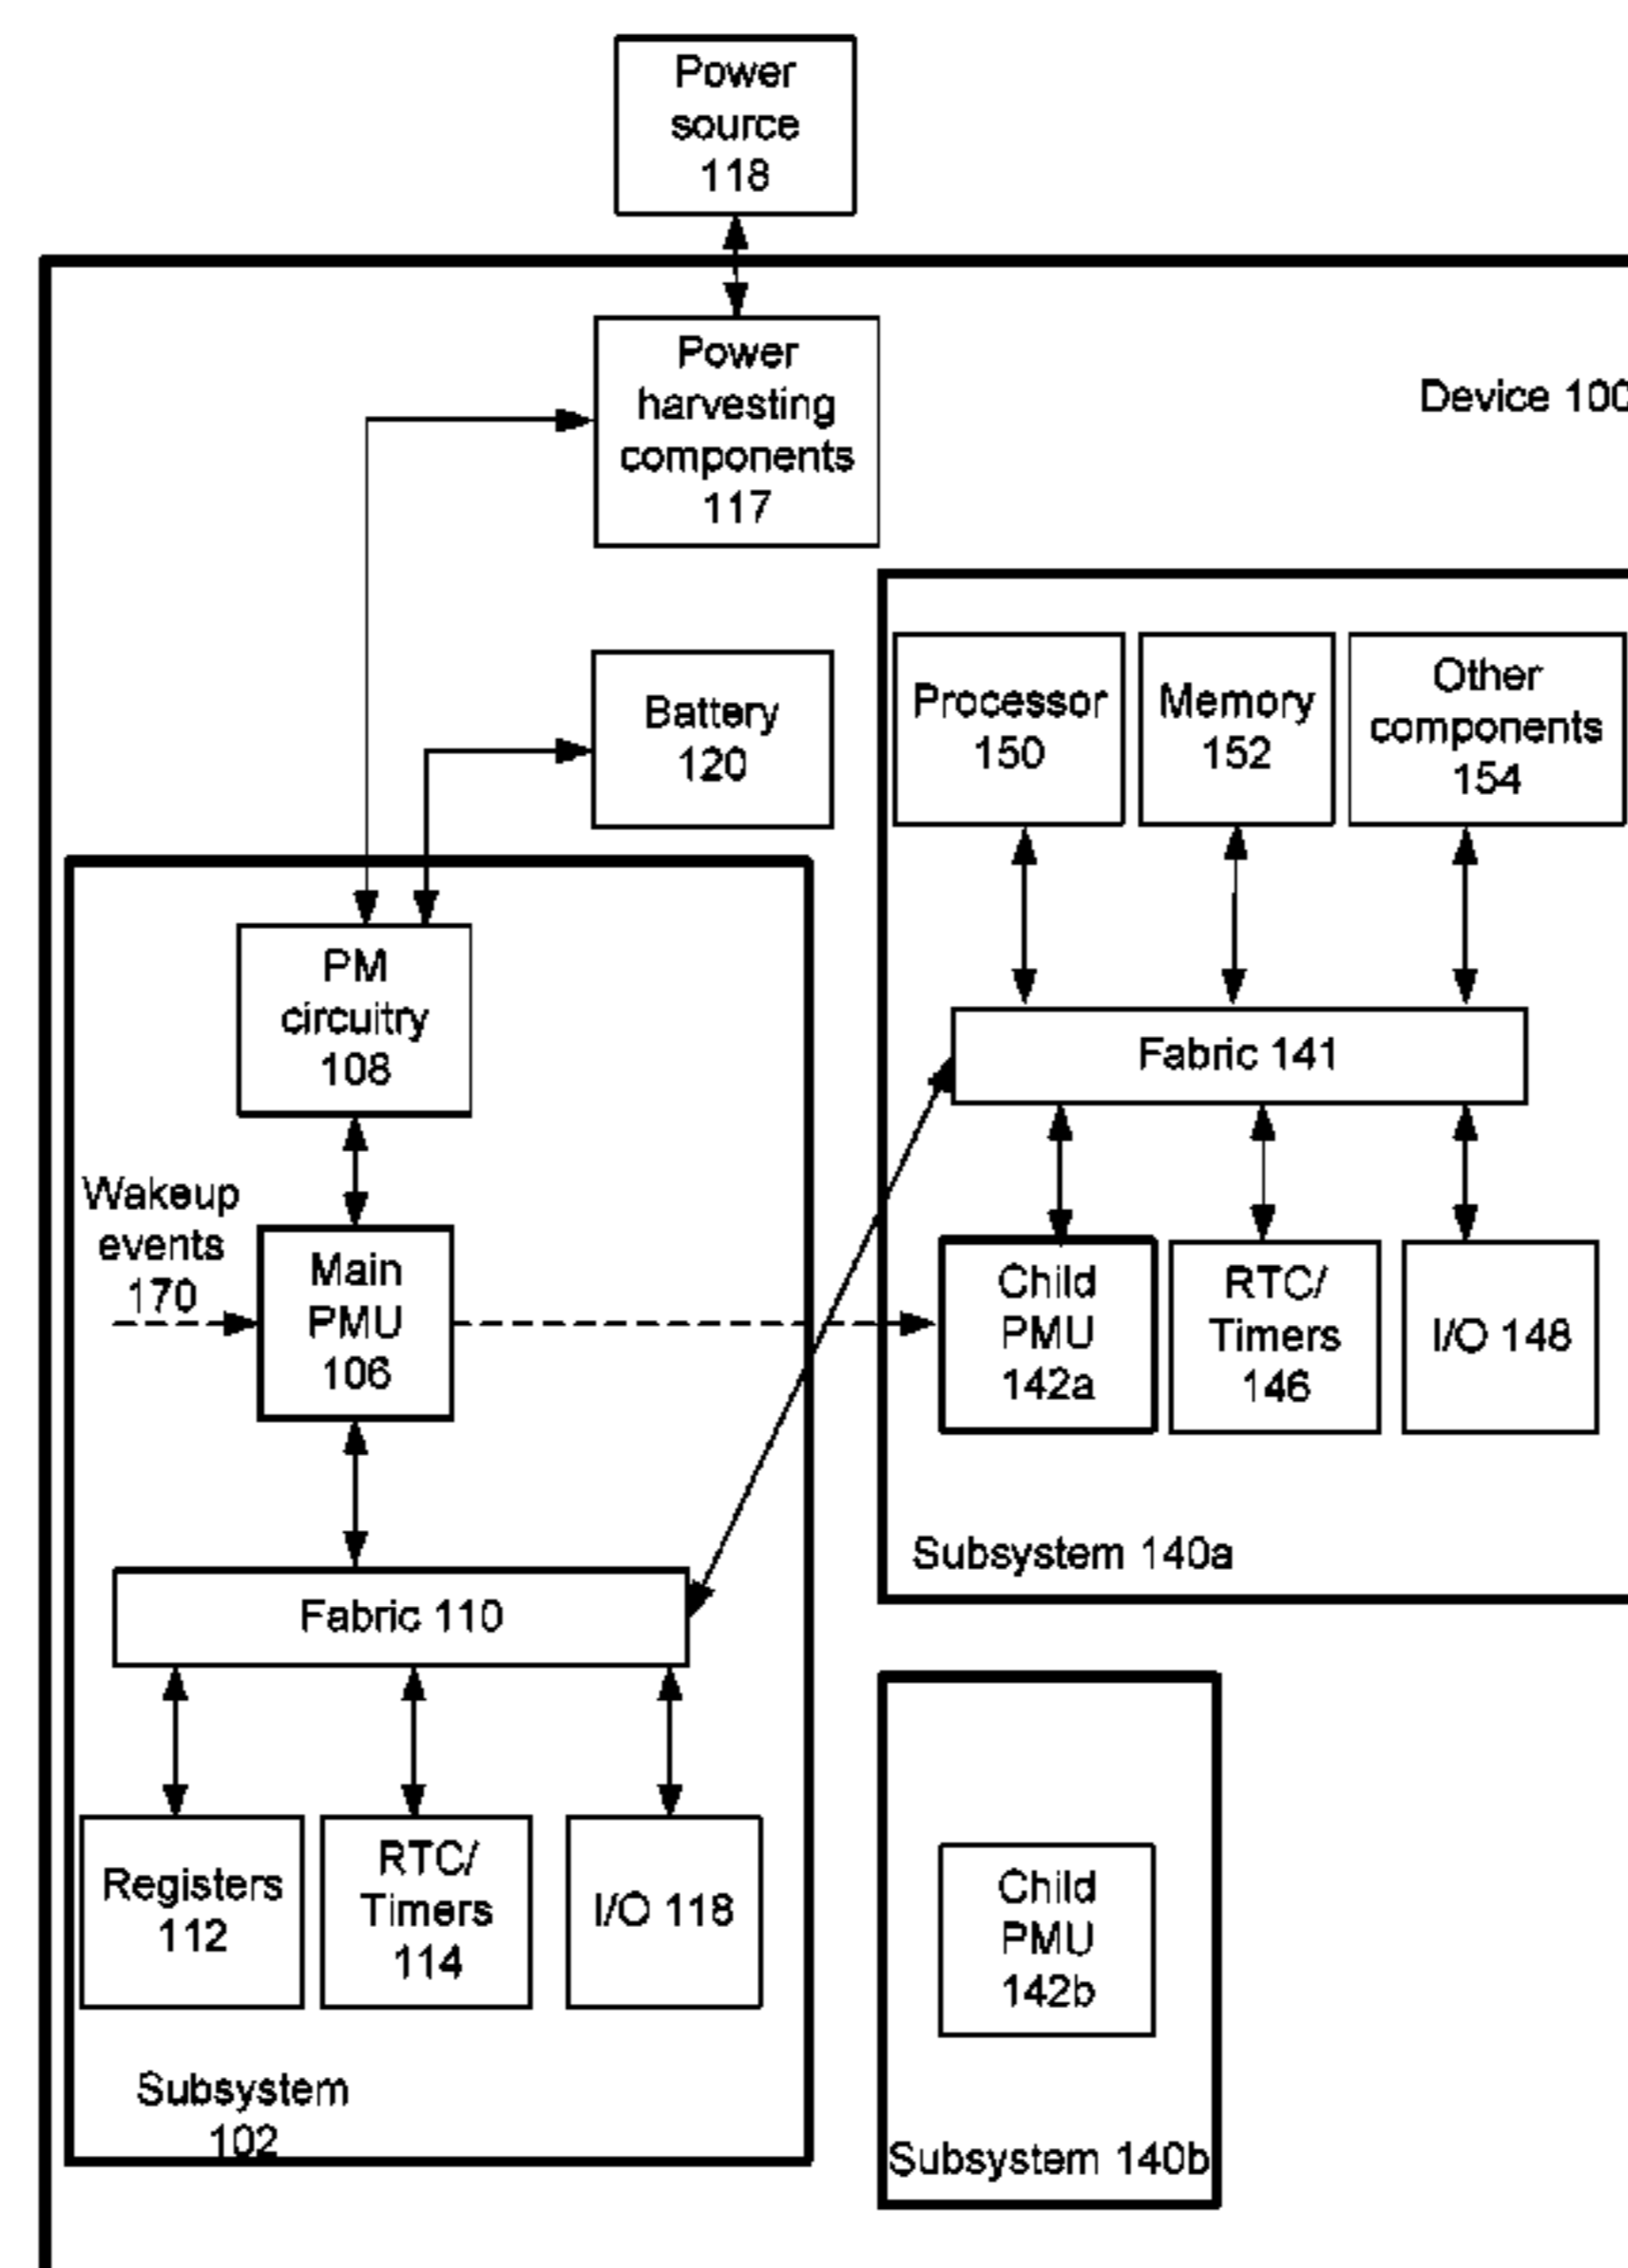 Power
source
118
Power
harvesting
components
117
Device 100
Battery
120
Processor
150
Memory
152
Other
components
154
PM
circuitry
108
Fabric 141
Wakeup
events
170
Main
PMU
106
Child
PMU
142a
RTC/
Timers
146
I/O 148
Subsystem 140a
Fabric 110
Registers
112
RTC/
Timers
114
I/O 118
Child
PMU
142b
Subsystem
102
Subsystem 140b